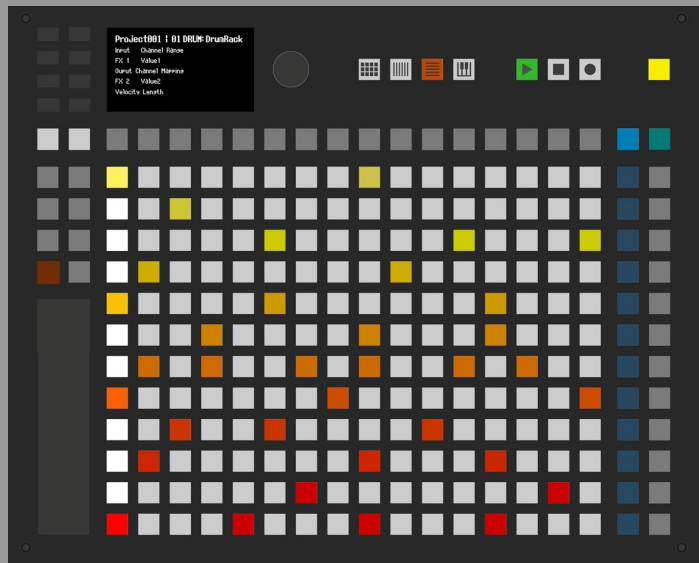 Project001 | 01 DRUM: DrumRack
Input Channel Range
FX 1 Value1
Ouput Channel Mapping
FX 2 Value2
Velocity Length